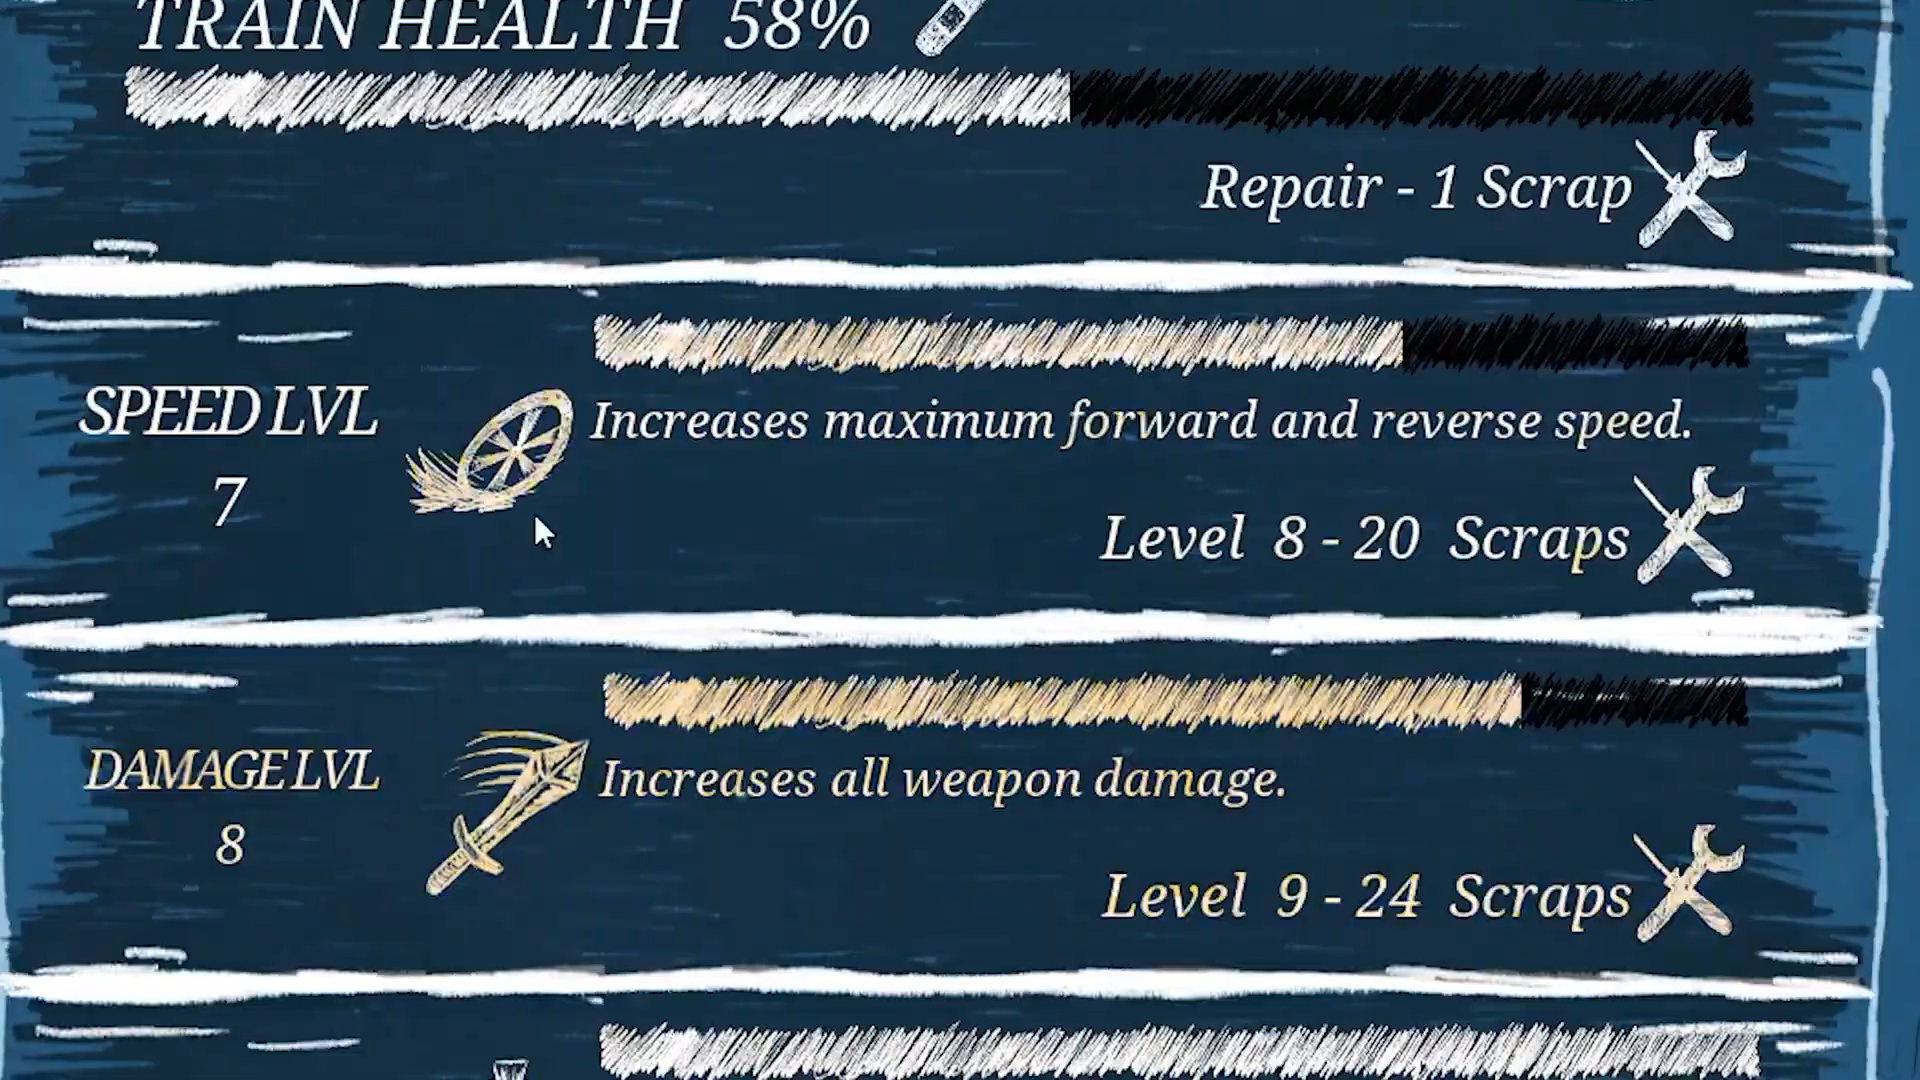 TRAIN HEALTH 58%
Repair - 1 Scrap
SPEED LVL
7
Increases maximum forward and reverse speed.
Level 8 - 20 Scraps
DAMAGE LVL
8
Increases all weapon damage.
Level 9 - 24 Scraps